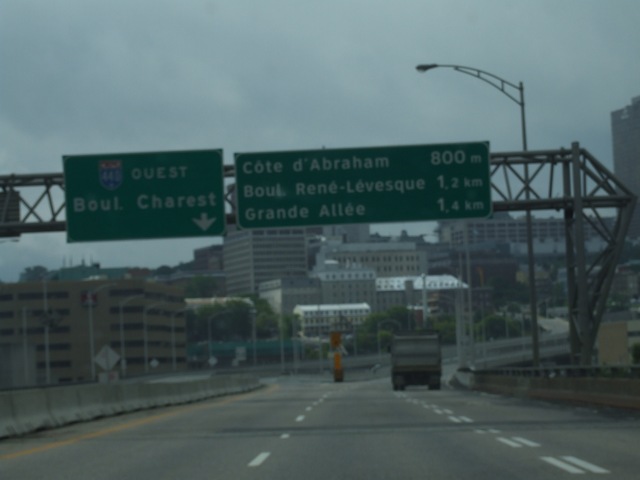 440 OUEST
Boul. Charest
Côte d'Abraham 800 m
Boul. René-Lévesque 1,2 km
Grande Allée 1,4 km